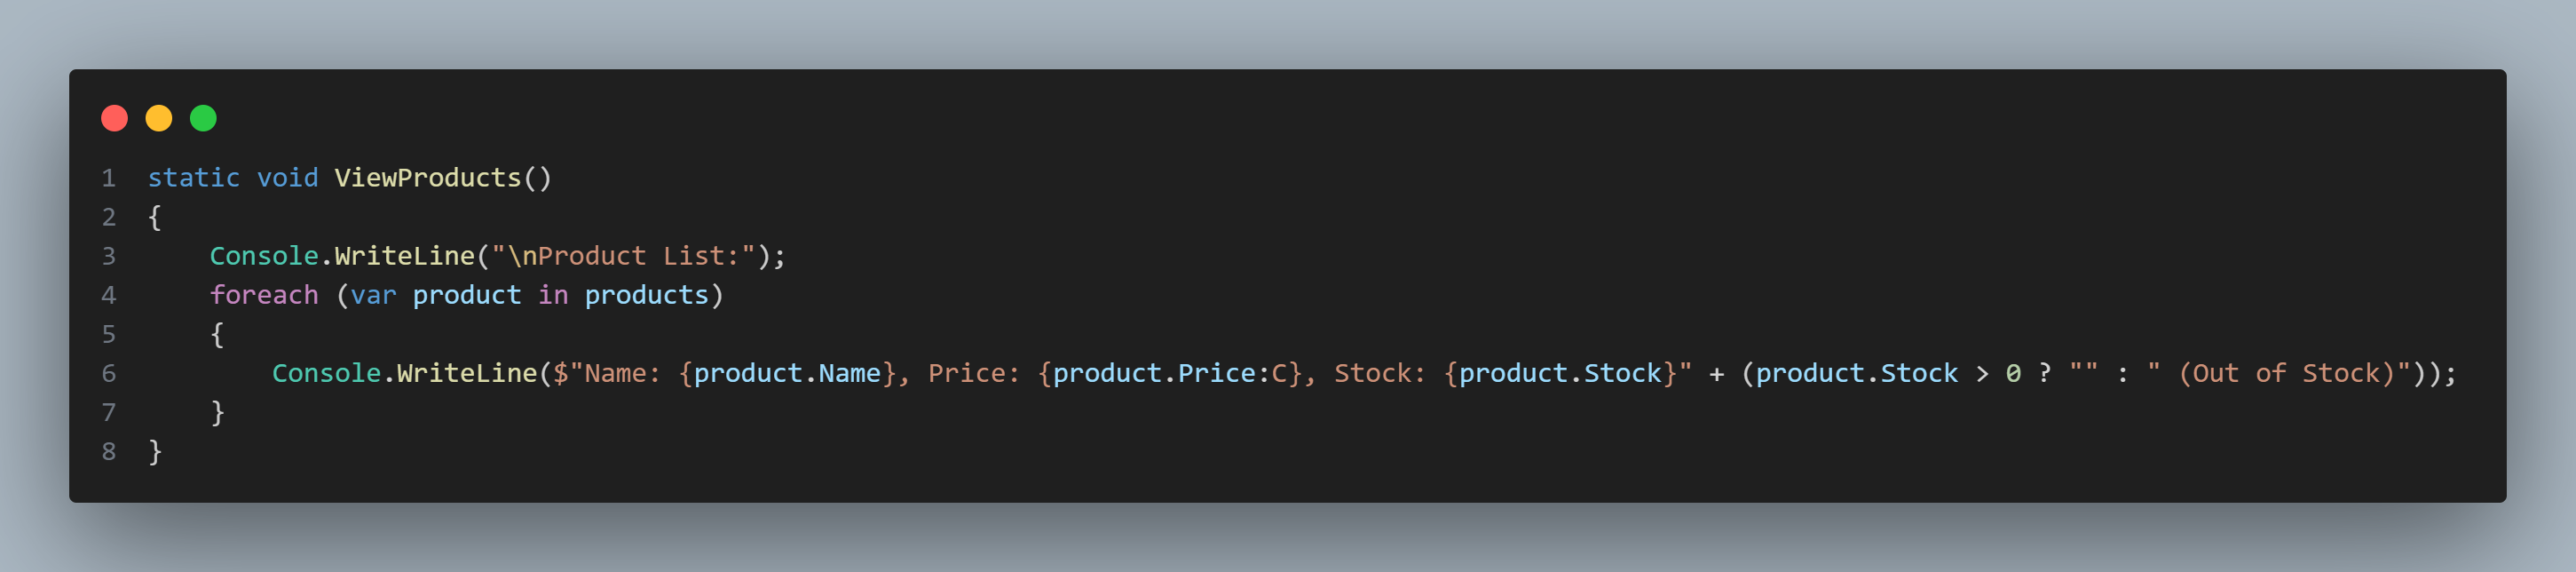 1 static void ViewProducts()
2 {
3     Console.WriteLine("\nProduct List:");
4     foreach (var product in products)
5     {
6         Console.WriteLine($"Name: {product.Name}, Price: {product.Price:C}, Stock: {product.Stock}" + (product.Stock > 0 ? "" : " (Out of Stock)"));
7     }
8 }